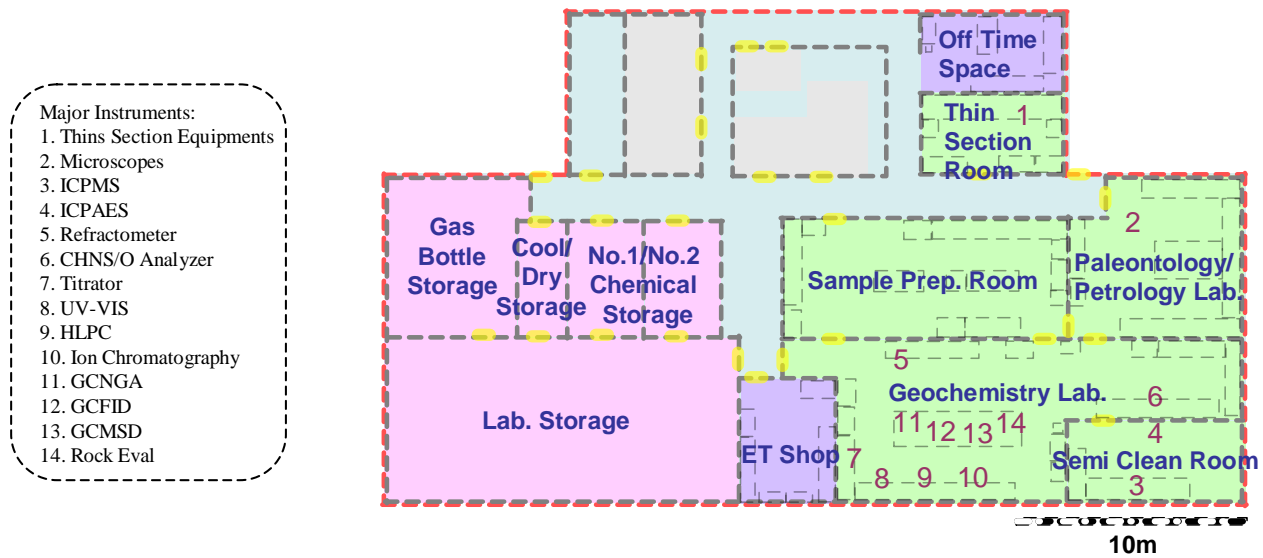 Major Instruments:
1. Thins Section Equipments
2. Microscopes
3. ICPMS
4. ICPAES
5. Refractometer
6. CHNS/O Analyzer
7. Titrator
8. UV-VIS
9. HLPC
10. Ion Chromatography
11. GCNGA
12. GCFID
13. GCMSD
14. Rock Eval
Off Time
Space
Thin
Section
Room
1
Gas
Bottle
Storage
Cool/
Dry
Storage
No.1/No.2
Chemical
Storage
Sample Prep. Room
2
Paleontology/
Petrology Lab.
Lab. Storage
ET Shop
5
Geochemistry Lab.
6
11
12
13
14
7
8
9
10
4
Semi Clean Room
3
10m